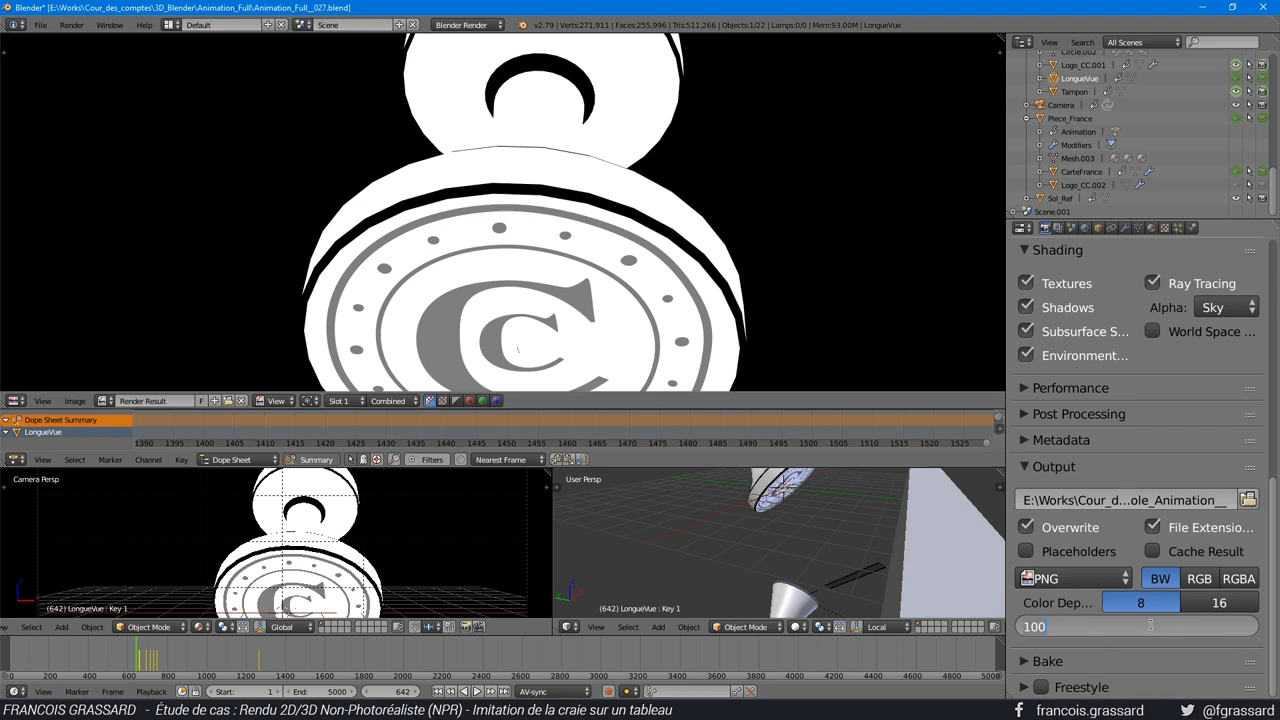 Blender* [E:\Works\Cour_des_comptes\3D_Blender\Animation_Full\Animation_Full__027.blend]
File Render Window Help Default Scene Blender Render v2.79 | Verts:271,911 | Faces:255,996 | Tris:511,266 | Objects:1/22 | Lamps:0/0 | Mem:93.00M | LongueVue
View Search All Scenes
Circle.002
Logo_CC.001
LongueVue
Tampon
Camera
Piece_France
Animation
Modifiers
Mesh.003
CarteFrance
Logo_CC.002
Sol_Ref
Scene.001
C
C
View Image Render Result F View Slot 1 Combined
Dope Sheet Summary
LongueVue
1390 1395 1400 1405 1410 1415 1420 1425 1430 1435 1440 1445 1450 1455 1460 1465 1470 1475 1480 1485 1490 1495 1500 1505 1510 1515 1520 1525
View Select Marker Channel Key Dope Sheet Summary Filters Nearest Frame
Camera Persp
(642) LongueVue : Key 1
User Persp
(642) LongueVue : Key 1
Select Add Object Object Mode Global
View Select Add Object Object Mode Local
0 200 400 600 800 1000 1200 1400 1600 1800 2000 2200 2400 2600 2800 3000 3200 3400 3600 3800 4000 4200 4400 4600 4800 5000
View Marker Frame Playback Start: 1 End: 5000 642 AV-sync
Shading
Textures Ray Tracing
Shadows Alpha: Sky
Subsurface S... World Space ...
Environment...
Performance
Post Processing
Metadata
Output
E:\Works\Cour_d...ole_Animation__
Overwrite File Extensio...
Placeholders Cache Result
PNG BW RGB RGBA
Color Dep... 8 16
100
Bake
Freestyle
FRANCOIS GRASSARD - Étude de cas : Rendu 2D/3D Non-Photoréaliste (NPR) - Imitation de la craie sur un tableau
francois.grassard @fgrassard